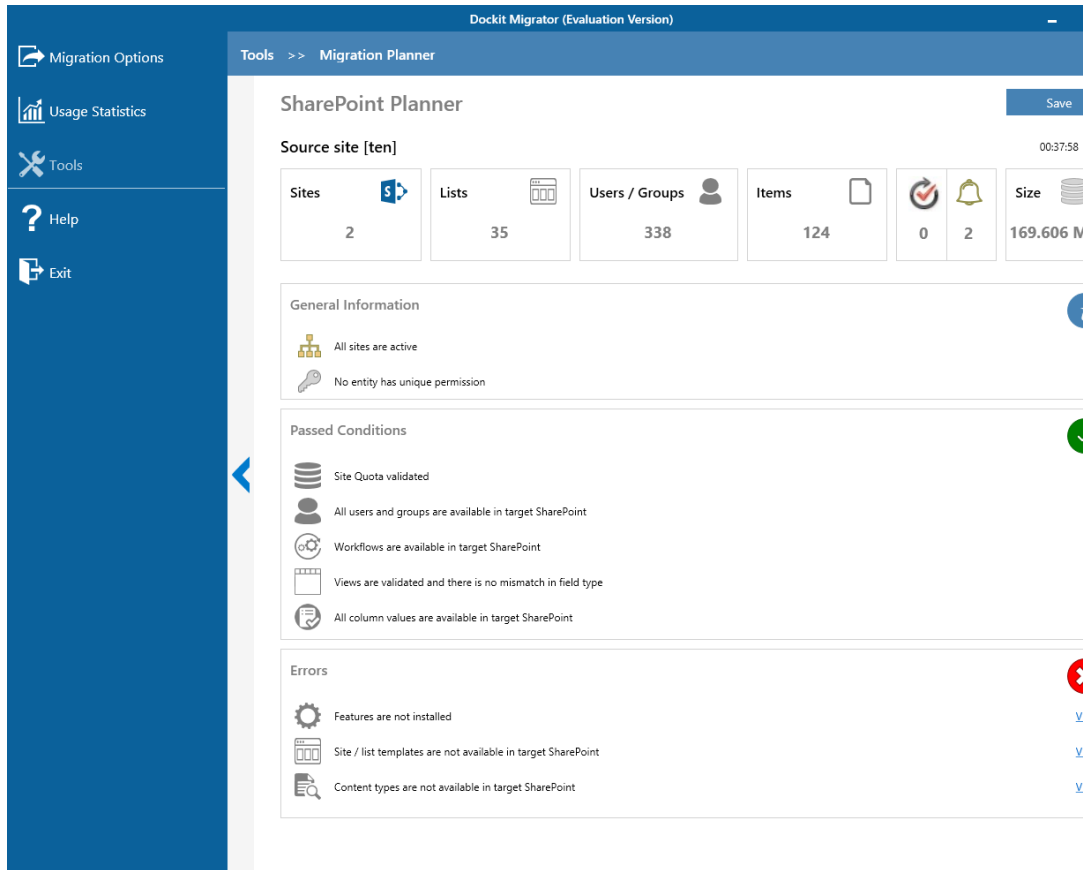 Dockit Migrator (Evaluation Version)
Migration Options
Usage Statistics
Tools
Help
Exit
Tools >> Migration Planner
SharePoint Planner
Save
Source site [ten]
00:37:58
Sites
2
Lists
35
Users / Groups
338
Items
124
0
2
Size
169.606 M
General Information
All sites are active
No entity has unique permission
Passed Conditions
Site Quota validated
All users and groups are available in target SharePoint
Workflows are available in target SharePoint
Views are validated and there is no mismatch in field type
All column values are available in target SharePoint
Errors
Features are not installed
Site / list templates are not available in target SharePoint
Content types are not available in target SharePoint